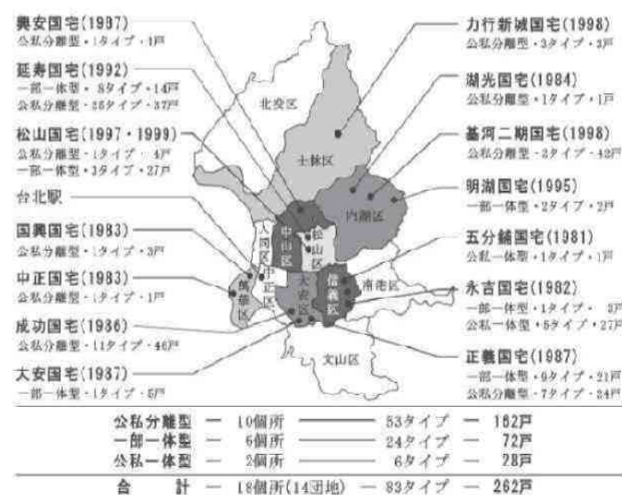 興安国宅(1987)
公私分離型・1タイプ・1戸
延寿国宅(1992)
一部一体型・8タイプ・14戸
公私分離型・25タイプ・37戸
松山国宅(1997・1999)
公私分離型・1タイプ・4戸
一部一体型・3タイプ・27戸
台北駅
国興国宅(1983)
公私分離型・1タイプ・3戸
中正国宅(1983)
公私分離型・1タイプ・1戸
成功国宅(1986)
公私分離型・11タイプ・46戸
大安国宅(1987)
一部一体型・1タイプ・5戸
力行新城国宅(1998)
公私分離型・3タイプ・3戸
湖光国宅(1984)
公私分離型・1タイプ・1戸
基河二期国宅(1998)
公私分離型・2タイプ・42戸
明湖国宅(1995)
一部一体型・2タイプ・2戸
五分舗国宅(1981)
公私一体型・1タイプ・1戸
永吉国宅(1982)
一部一体型・1タイプ・3戸
公私一体型・5タイプ・27戸
正義国宅(1987)
一部一体型・9タイプ・21戸
公私分離型・7タイプ・24戸
北投区
士林区
内湖区
大同区
中山区
松山区
萬華区
中正区
大安区
信義区
南港区
文山区
公私分離型 ― 10個所 ― 53タイプ ― 162戸
一部一体型 ― 6個所 ― 24タイプ ― 72戸
公私一体型 ― 2個所 ― 6タイプ ― 28戸
合 計 ― 18個所(14団地) ― 83タイプ ― 262戸